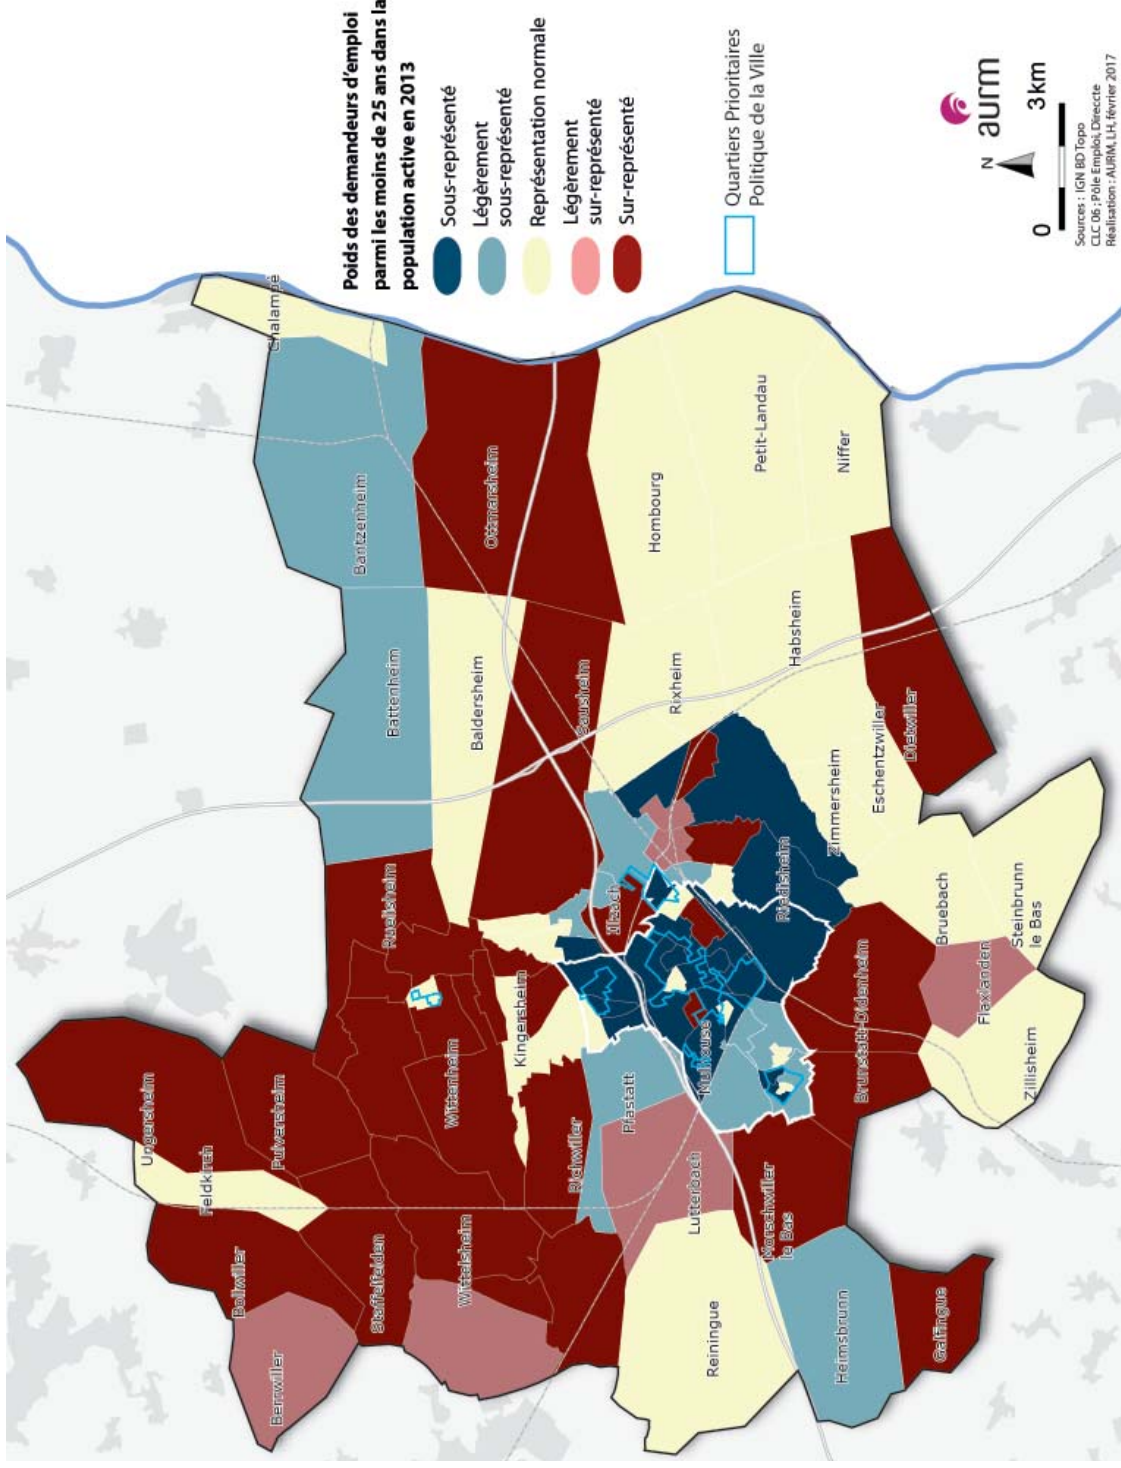 Poids des demandeurs d'emploi
parmi les moins de 25 ans dans la
population active en 2013
Sous-représenté
Légèrement
sous-représenté
Représentation normale
Légèrement
sur-représenté
Sur-représenté
Quartiers Prioritaires
Politique de la Ville
N
aurm
0
3km
Sources : IGN BD Topo
CLC 06 ; Pôle Emploi, Direccte
Réalisation : AURM, LH, février 2017
Chalampé
Bantzenheim
Ottmarsheim
Battenheim
Baldersheim
Sausheim
Hombourg
Petit-Landau
Niffer
Rixheim
Habsheim
Dietwiller
Eschentzwiller
Zimmersheim
Riedisheim
Ruelisheim
Illzach
Kingersheim
Wittenheim
Ungersheim
Pulversheim
Feldkirch
Bollwiller
Staffelfelden
Wittelsheim
Berrwiller
Richwiller
Pfastatt
Mulhouse
Lutterbach
Reiningue
Morschwiller
le Bas
Heimsbrunn
Galfingue
Brunstatt-Didenheim
Bruebach
Flaxlanden
Steinbrunn
le Bas
Zillisheim